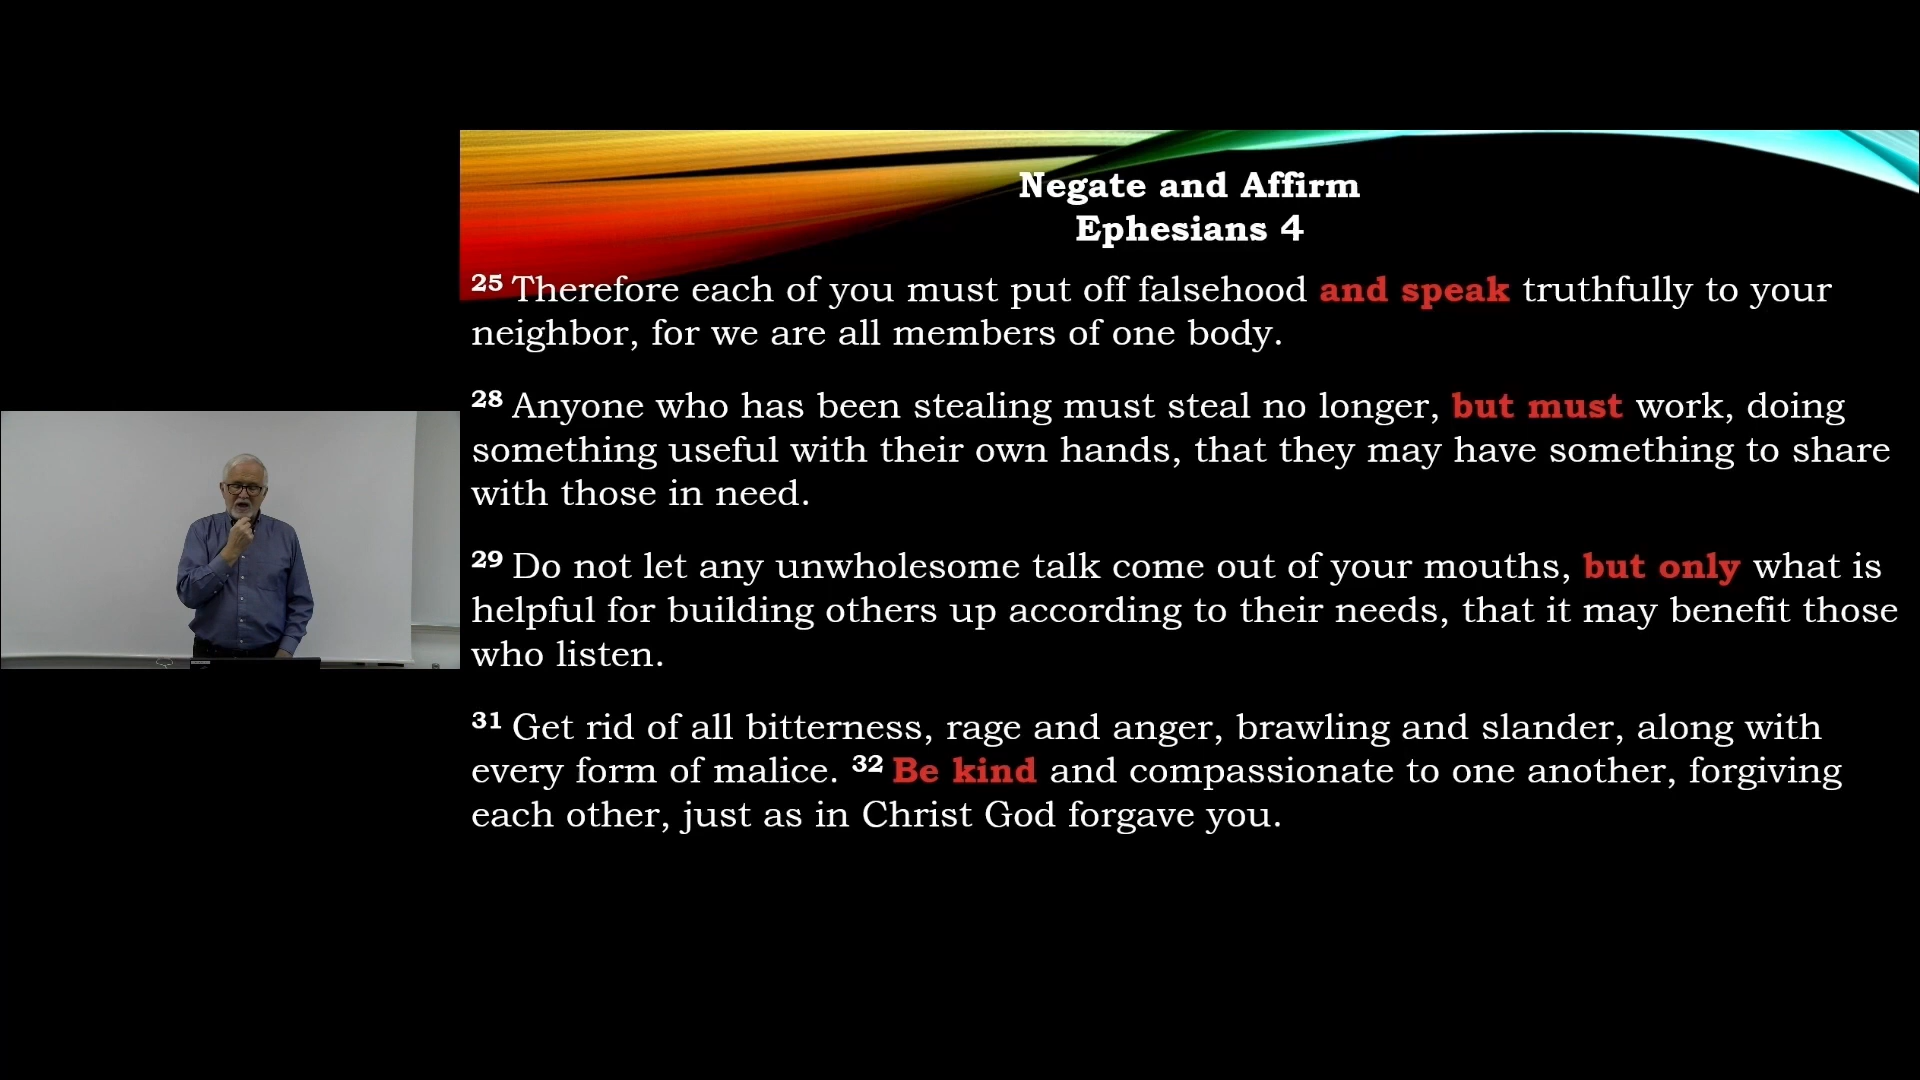 Negate and Affirm
Ephesians 4
25 Therefore each of you must put off falsehood and speak truthfully to your
neighbor, for we are all members of one body.
28 Anyone who has been stealing must steal no longer, but must work, doing
something useful with their own hands, that they may have something to share
with those in need.
29 Do not let any unwholesome talk come out of your mouths, but only what is
helpful for building others up according to their needs, that it may benefit those
who listen.
31 Get rid of all bitterness, rage and anger, brawling and slander, along with
every form of malice. 32 Be kind and compassionate to one another, forgiving
each other, just as in Christ God forgave you.